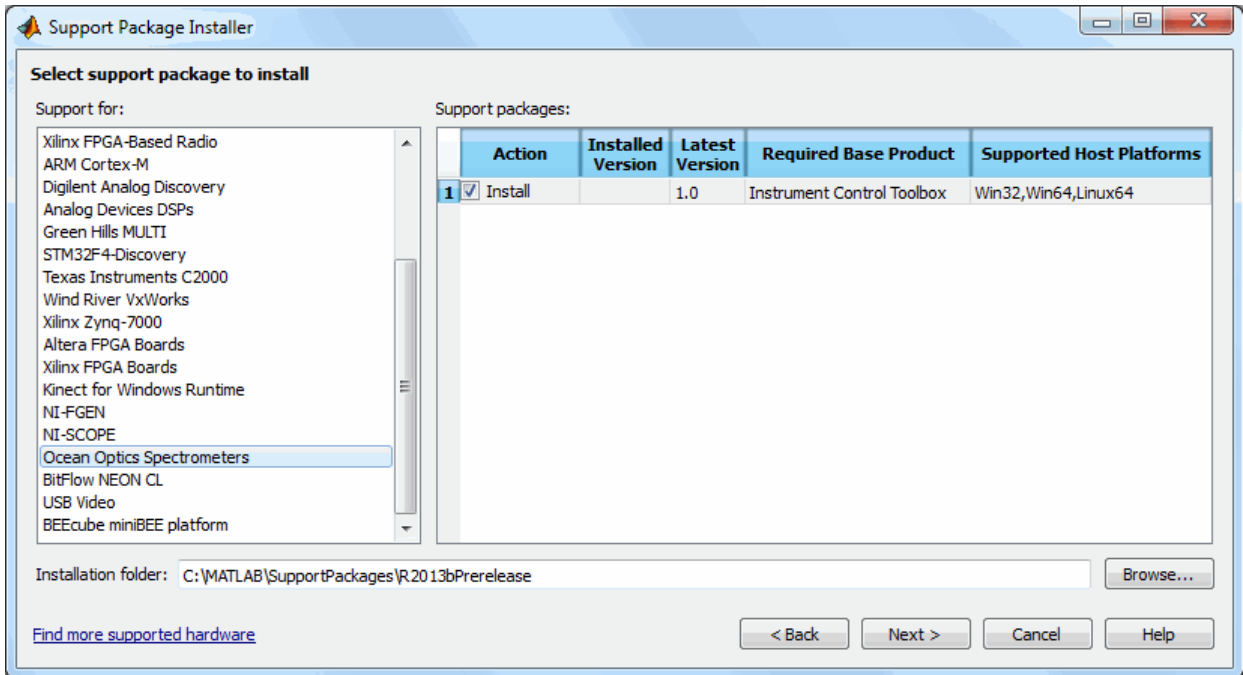 Support Package Installer
Select support package to install
Support for:
Xilinx FPGA-Based Radio
ARM Cortex-M
Digilent Analog Discovery
Analog Devices DSPs
Green Hills MULTI
STM32F4-Discovery
Texas Instruments C2000
Wind River VxWorks
Xilinx Zynq-7000
Altera FPGA Boards
Xilinx FPGA Boards
Kinect for Windows Runtime
NI-FGEN
NI-SCOPE
Ocean Optics Spectrometers
BitFlow NEON CL
USB Video
BEEcube miniBEE platform
Support packages:
Action Installed Version Latest Version Required Base Product Supported Host Platforms
1 Install 1.0 Instrument Control Toolbox Win32,Win64,Linux64
Installation folder: C:\MATLAB\SupportPackages\R2013bPrerelease Browse...
Find more supported hardware < Back Next > Cancel Help